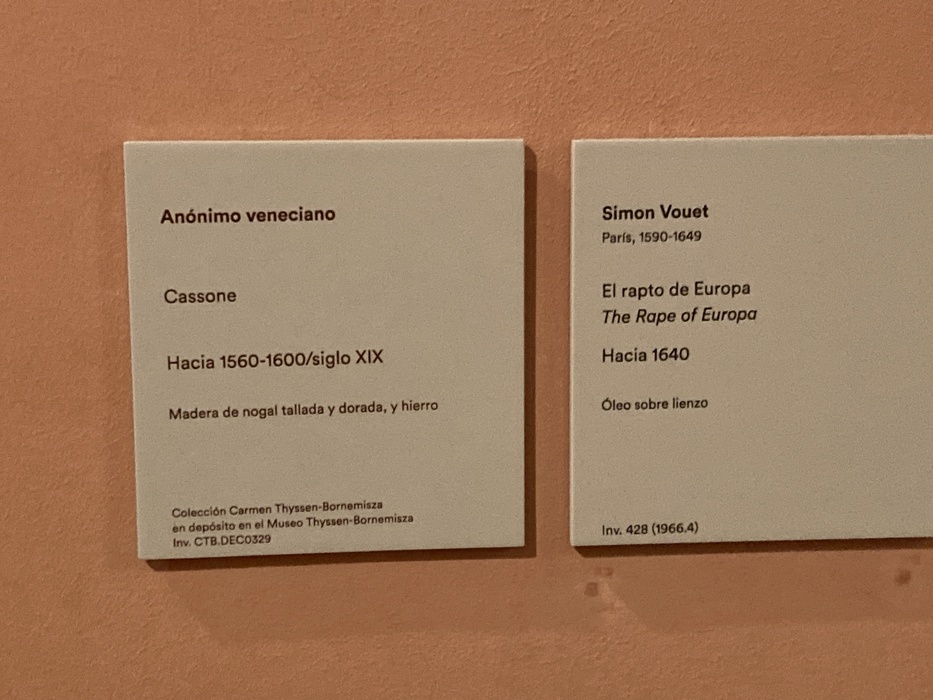 Anónimo veneciano
Cassone
Hacia 1560-1600/siglo XIX
Madera de nogal tallada y dorada, y hierro
Colección Carmen Thyssen-Bornemisza
en depósito en el Museo Thyssen-Bornemisza
Inv. CTB.DEC0329
Simon Vouet
París, 1590-1649
El rapto de Europa
The Rape of Europa
Hacia 1640
Óleo sobre lienzo
Inv. 428 (1966.4)